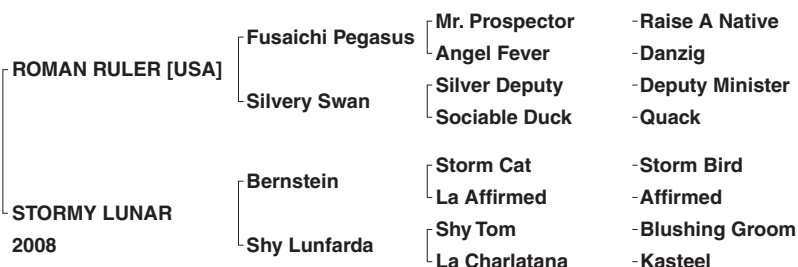 Mr. Prospector -Raise A Native
Fusaichi Pegasus
Angel Fever -Danzig
ROMAN RULER [USA]
Silver Deputy -Deputy Minister
Silvery Swan
Sociable Duck -Quack
Storm Cat -Storm Bird
Bernstein
La Affirmed -Affirmed
STORMY LUNAR
Shy Tom -Blushing Groom
2008
Shy Lunfarda
La Charlatana -Kasteel